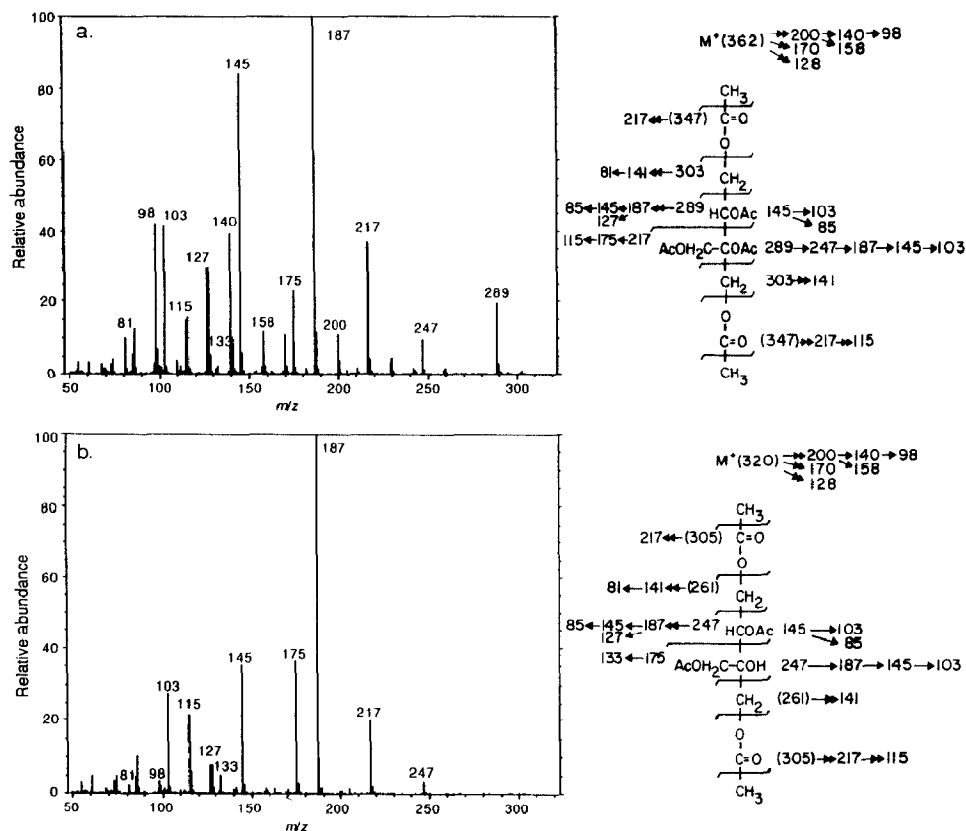 a.
Relative abundance
100
80
60
40
20
0
187
145
98
103
140
217
127
175
115
289
158
81
133
200
247
50
100
150
200
250
300
m/z
M⁺(362) ↠200→140→98
↠170↘158
↠128
CH₃
217↞(347) C=O
O
81←141↞303 CH₂
85←145←187↞289 HCOAc 145→103
127 85
115←175←217 AcOH₂C-COAc 289→247→187→145→103
CH₂ 303↠141
O
C=O (347)↠217↠115
CH₃
b.
Relative abundance
100
80
60
40
20
0
187
145
175
103
115
217
127
81
98
133
247
50
100
150
200
250
300
m/z
M⁺(320) ↠200→140→98
↠170↘158
↠128
CH₃
217↞(305) C=O
O
81←141↞(261) CH₂
85←145←187↞247 HCOAc 145→103
127 85
133←175 AcOH₂C-COH 247→187→145→103
CH₂ (261)↠141
O
C=O (305)↠217↠115
CH₃